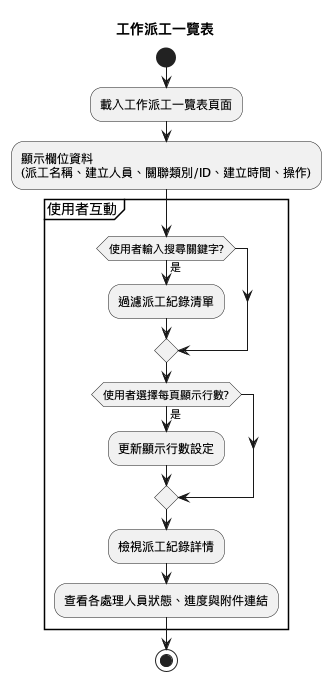 工作派工一覽表
載入工作派工一覽表頁面
顯示欄位資料
(派工名稱、建立人員、關聯類別/ID、建立時間、操作)
使用者互動
使用者輸入搜尋關鍵字?
是
過濾派工紀錄清單
使用者選擇每頁顯示行數?
是
更新顯示行數設定
檢視派工紀錄詳情
查看各處理人員狀態、進度與附件連結